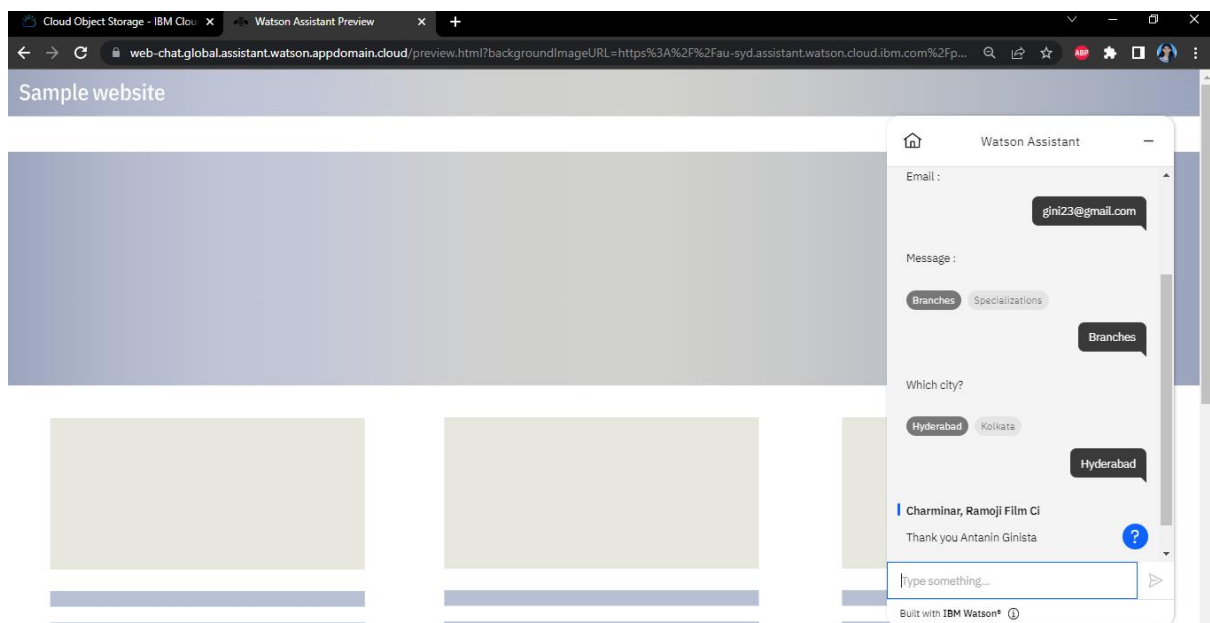 Cloud Object Storage - IBM Clou
Watson Assistant Preview
web-chat.global.assistant.watson.appdomain.cloud/preview.html?backgroundImageURL=https%3A%2F%2Fau-syd.assistant.watson.cloud.ibm.com%2Fp...
ABP
Sample website
Watson Assistant
Email :
gini23@gmail.com
Message :
Branches Specializations
Branches
Which city?
Hyderabad Kolkata
Hyderabad
Charminar, Ramoji Film Ci
Thank you Antanin Ginista
?
Type something...
Built with IBM Watson®